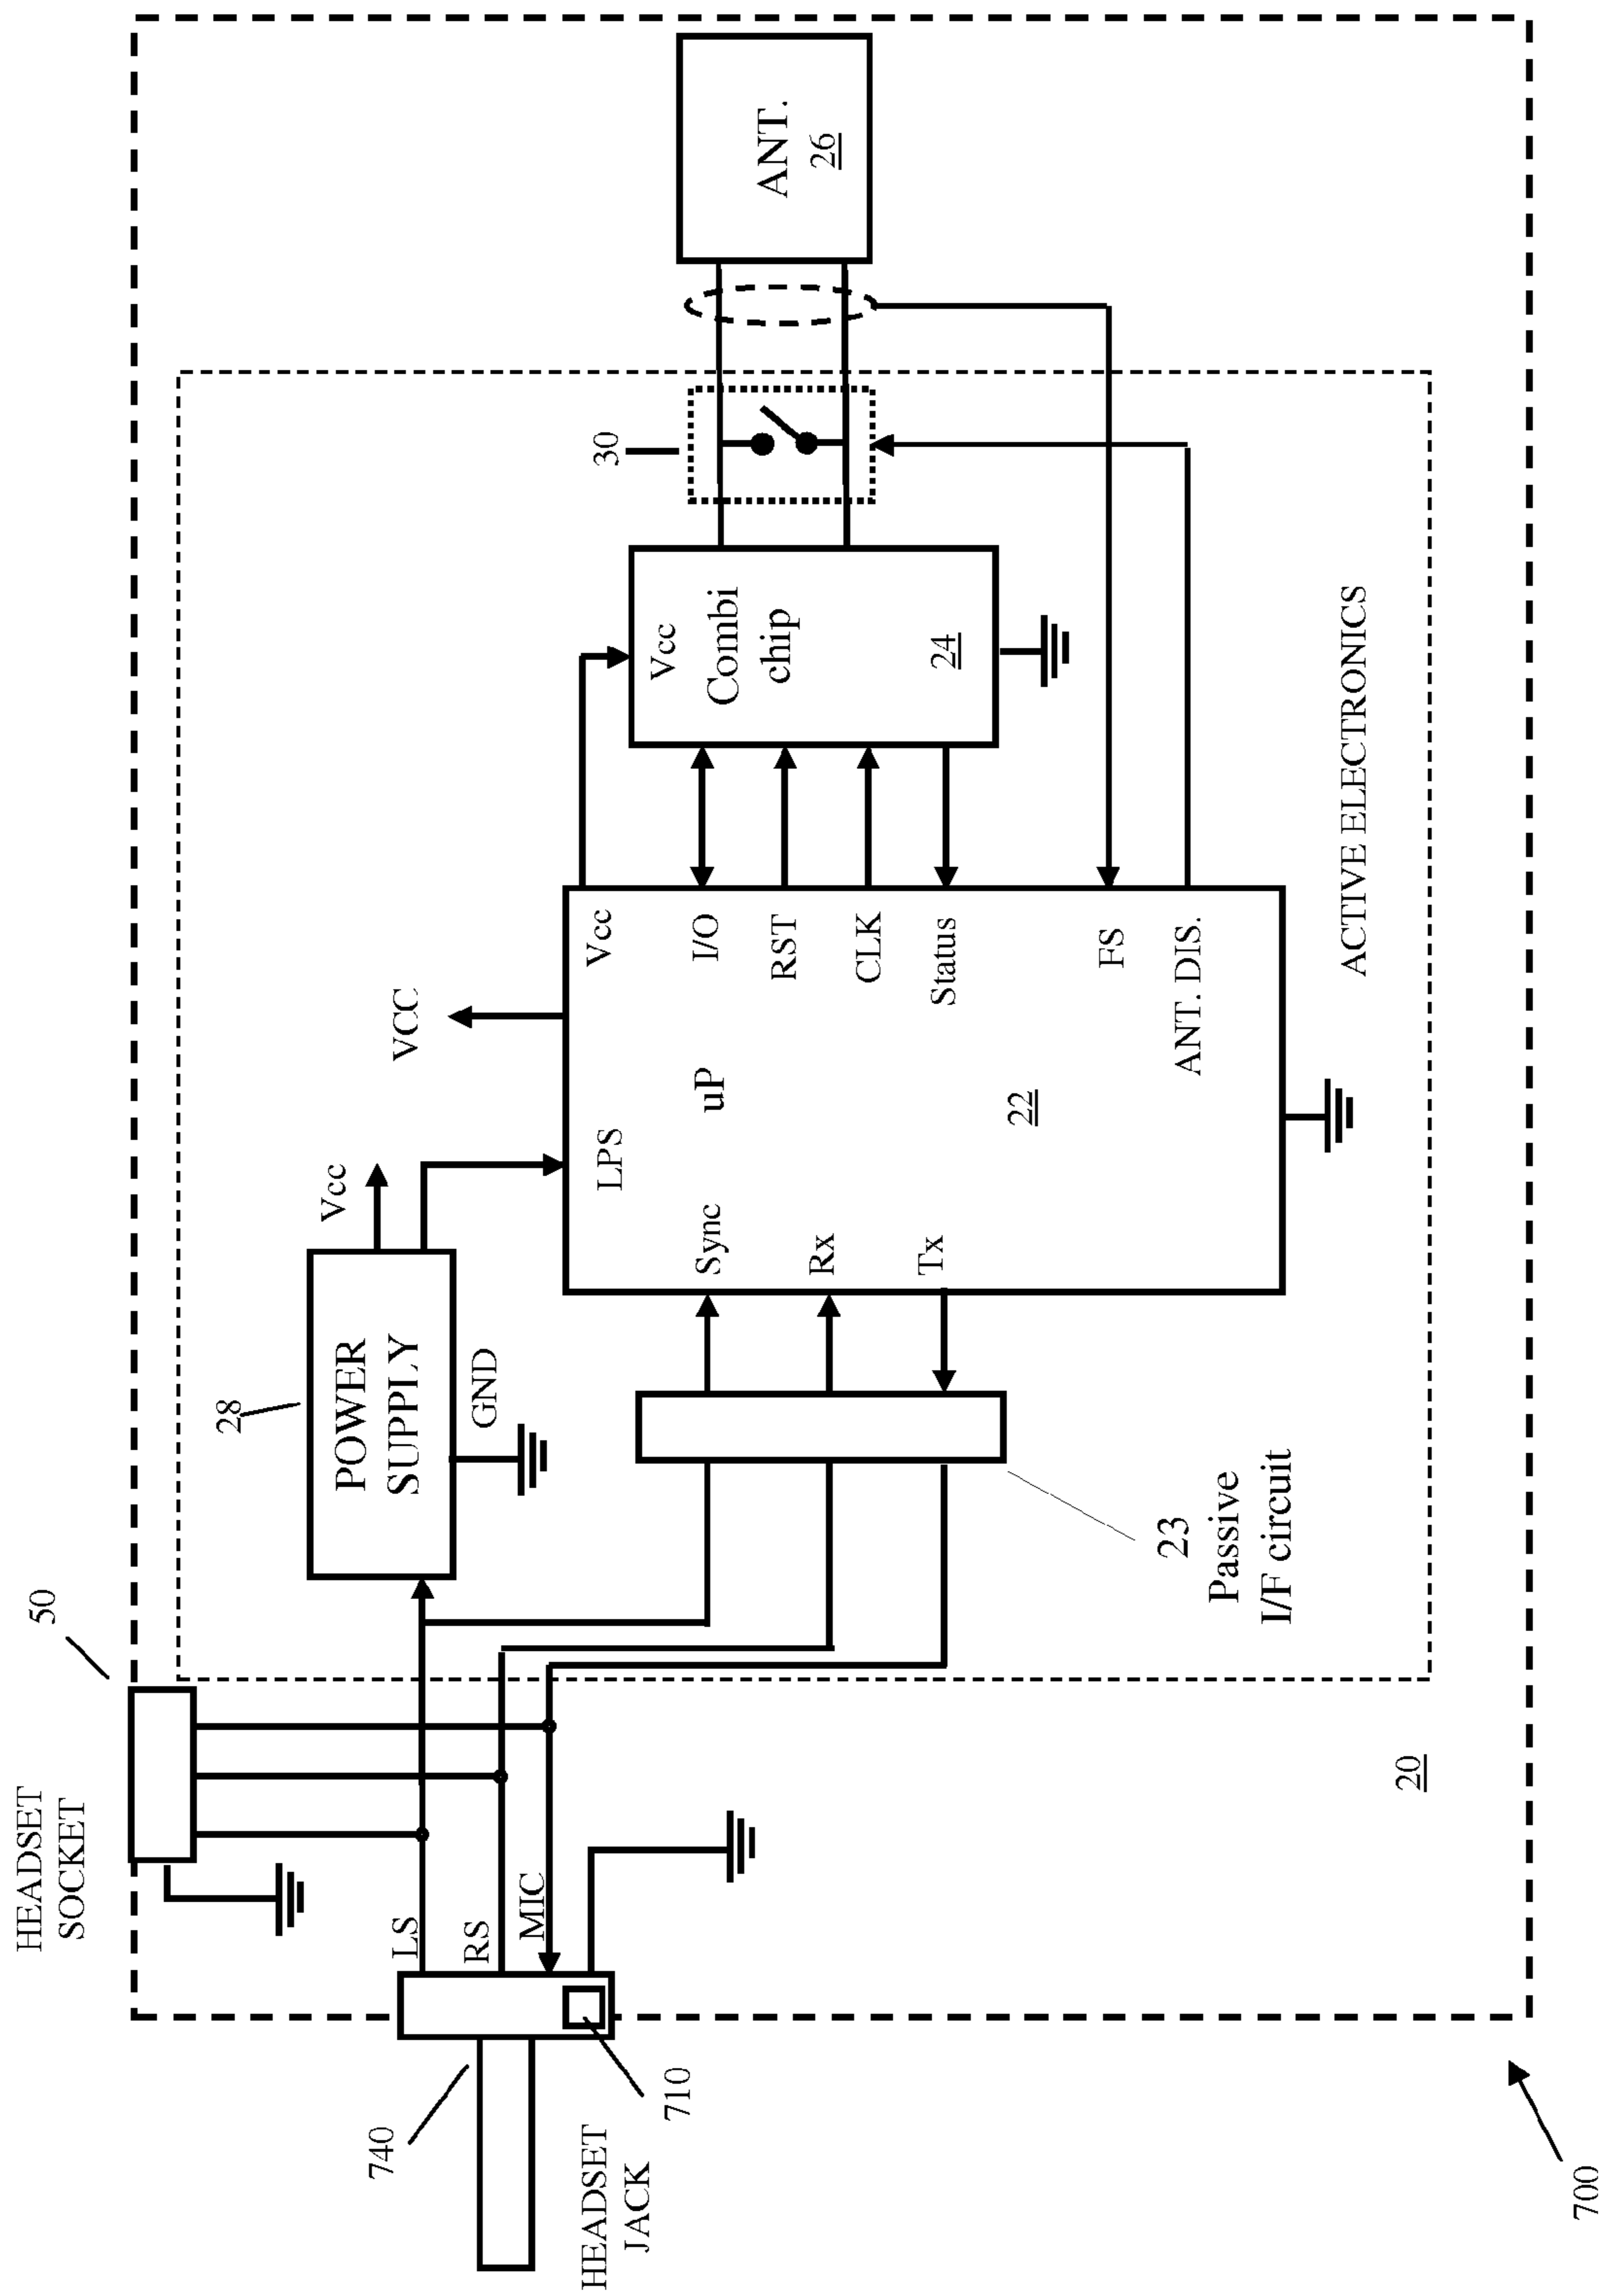 HEADSET
SOCKET
50
28
POWER
SUPPLY
GND
Vcc
VCC
LPS
Vcc
uP
22
Sync
Rx
Tx
I/O
RST
CLK
Status
FS
ANT. DIS.
Vcc
Combi
chip
24
30
ANT.
26
LS
RS
MIC
740
710
HEADSET
JACK
23
Passive
I/F circuit
20
ACTIVE ELECTRONICS
700